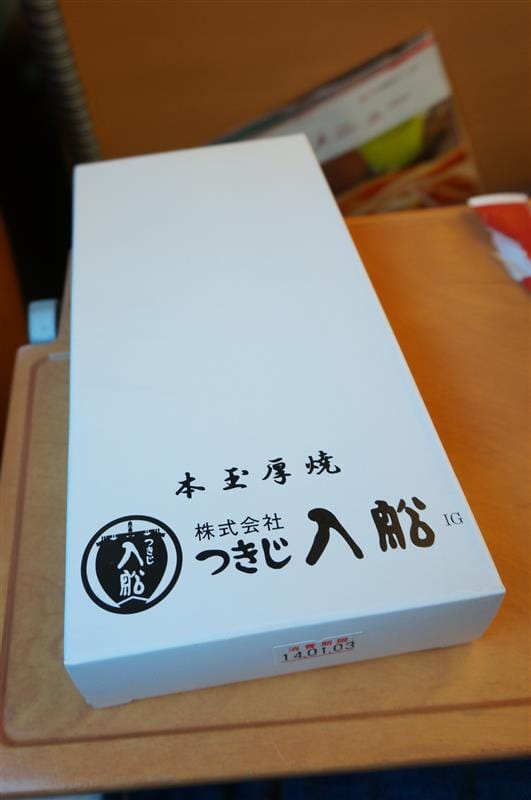 本玉厚焼
株式会社
つきじ入船 IG
つきじ
入船
消費期限
14.01.03